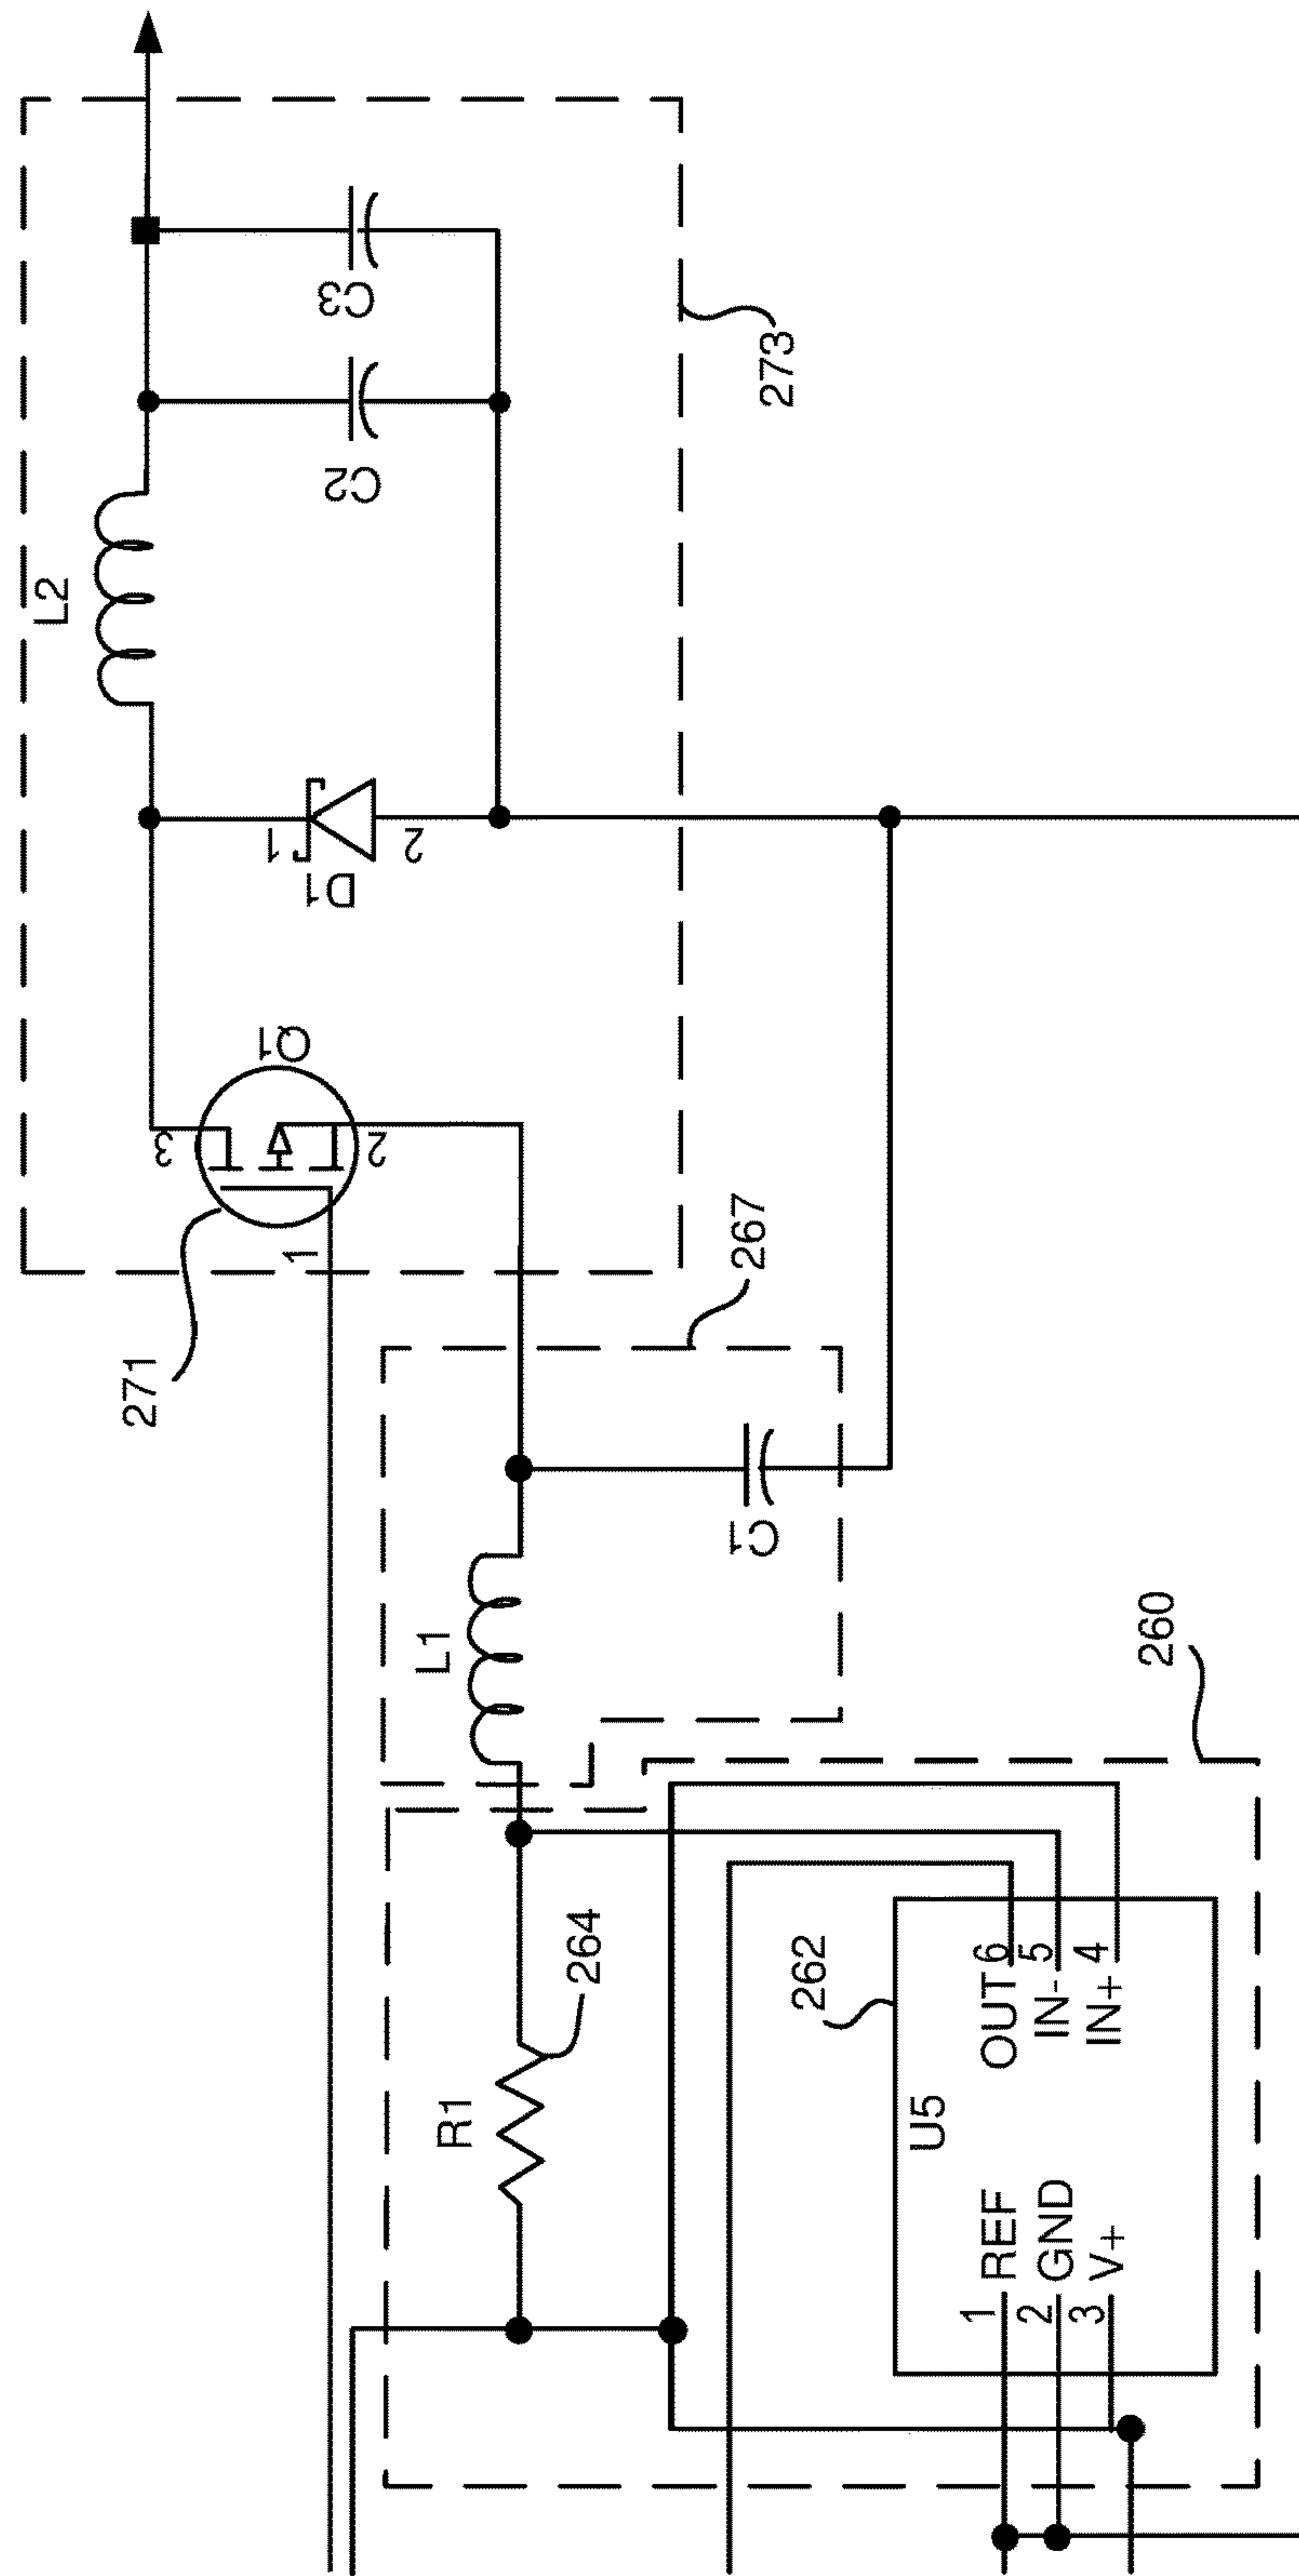 L2
C3
C2
273
1
2
D1
Q1
3
2
1
271
267
C1
L1
260
R1
264
262
U5
OUT 6
IN- 5
IN+ 4
1 REF
2 GND
3 V+